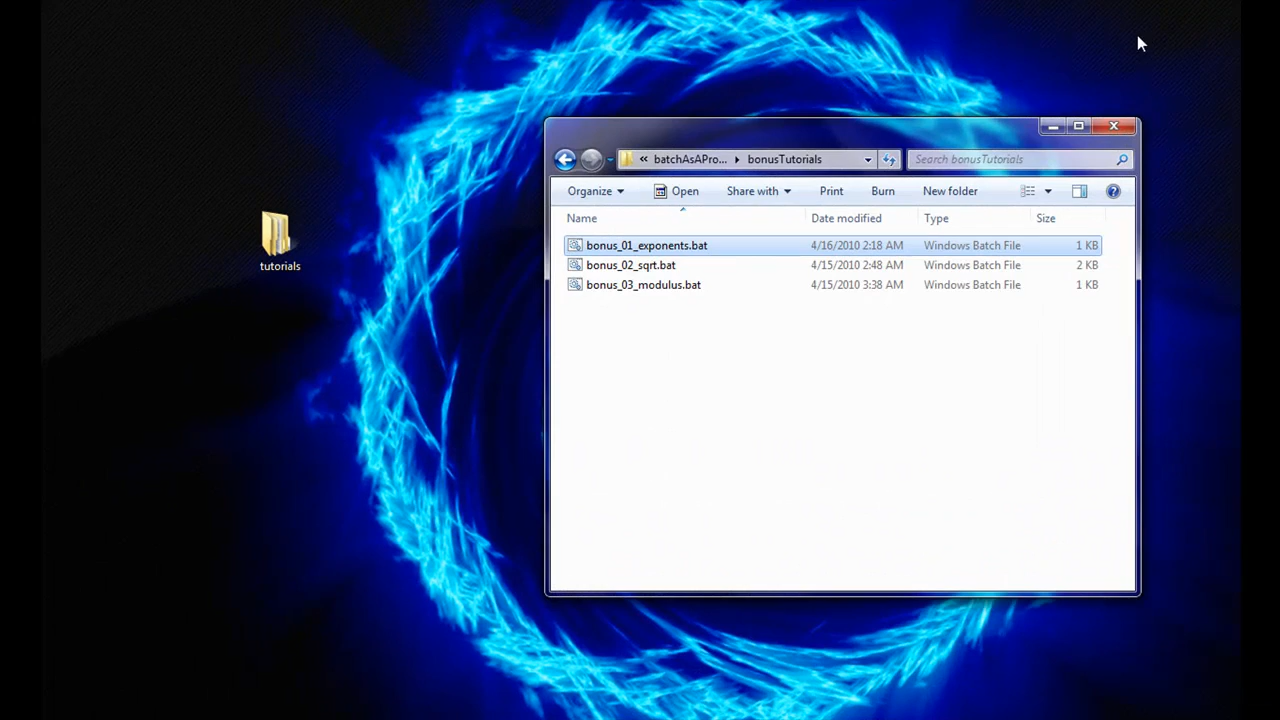 « batchAsAPro... ▸ bonusTutorials
Search bonusTutorials
Organize Open Share with Print Burn New folder
Name Date modified Type Size
bonus_01_exponents.bat 4/16/2010 2:18 AM Windows Batch File 1 KB
bonus_02_sqrt.bat 4/15/2010 2:48 AM Windows Batch File 2 KB
bonus_03_modulus.bat 4/15/2010 3:38 AM Windows Batch File 1 KB
tutorials